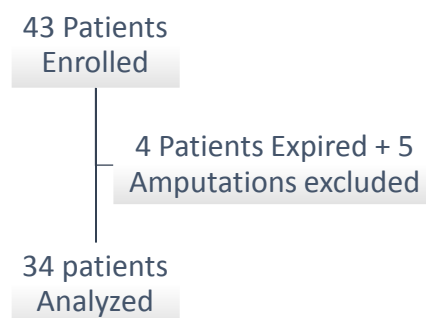 43 Patients
Enrolled
4 Patients Expired + 5
Amputations excluded
34 patients
Analyzed